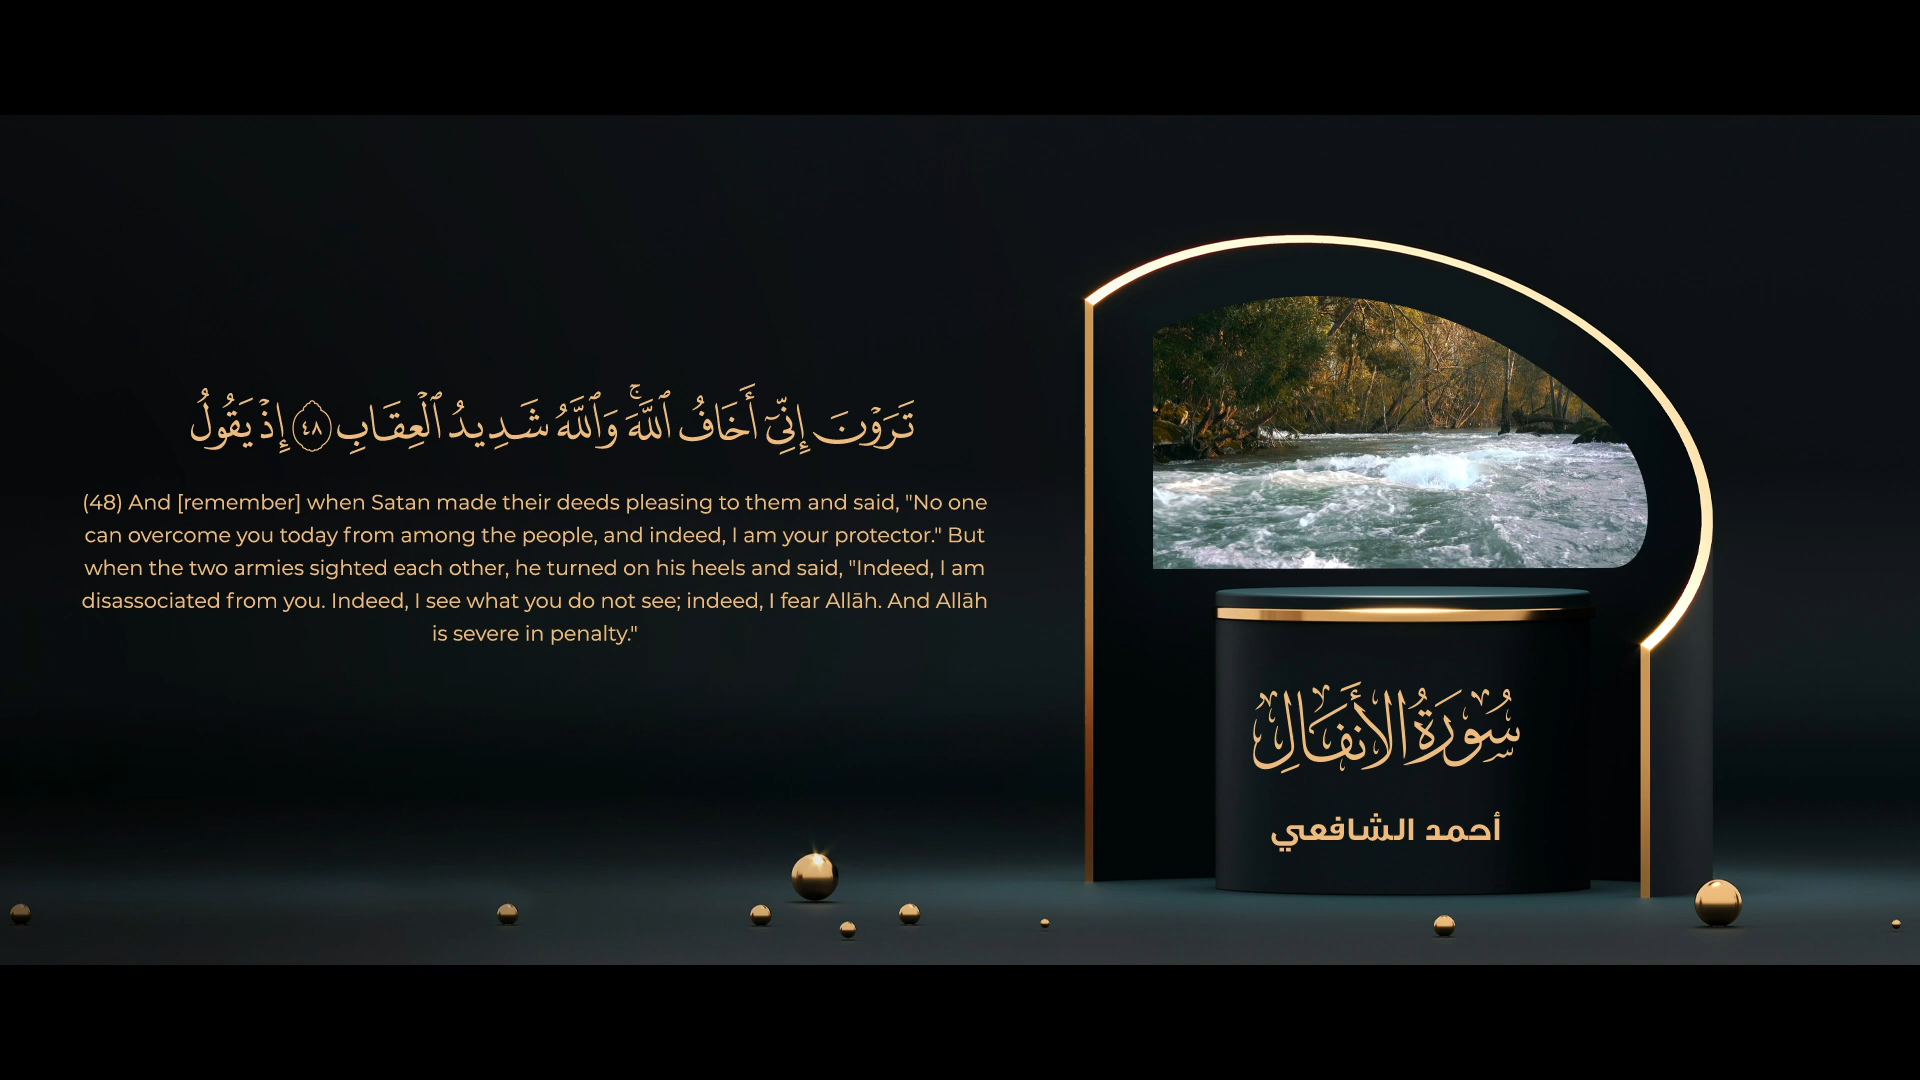 تَرَوۡنَ إِنِّيٓ أَخَافُ ٱللَّهَۚ وَٱللَّهُ شَدِيدُ ٱلۡعِقَابِ ٤٨ إِذۡ يَقُولُ
(48) And [remember] when Satan made their deeds pleasing to them and said, "No one
can overcome you today from among the people, and indeed, I am your protector." But
when the two armies sighted each other, he turned on his heels and said, "Indeed, I am
disassociated from you. Indeed, I see what you do not see; indeed, I fear Allāh. And Allāh
is severe in penalty."
سُورَةُ الأَنفَالِ
أحمد الشافعي